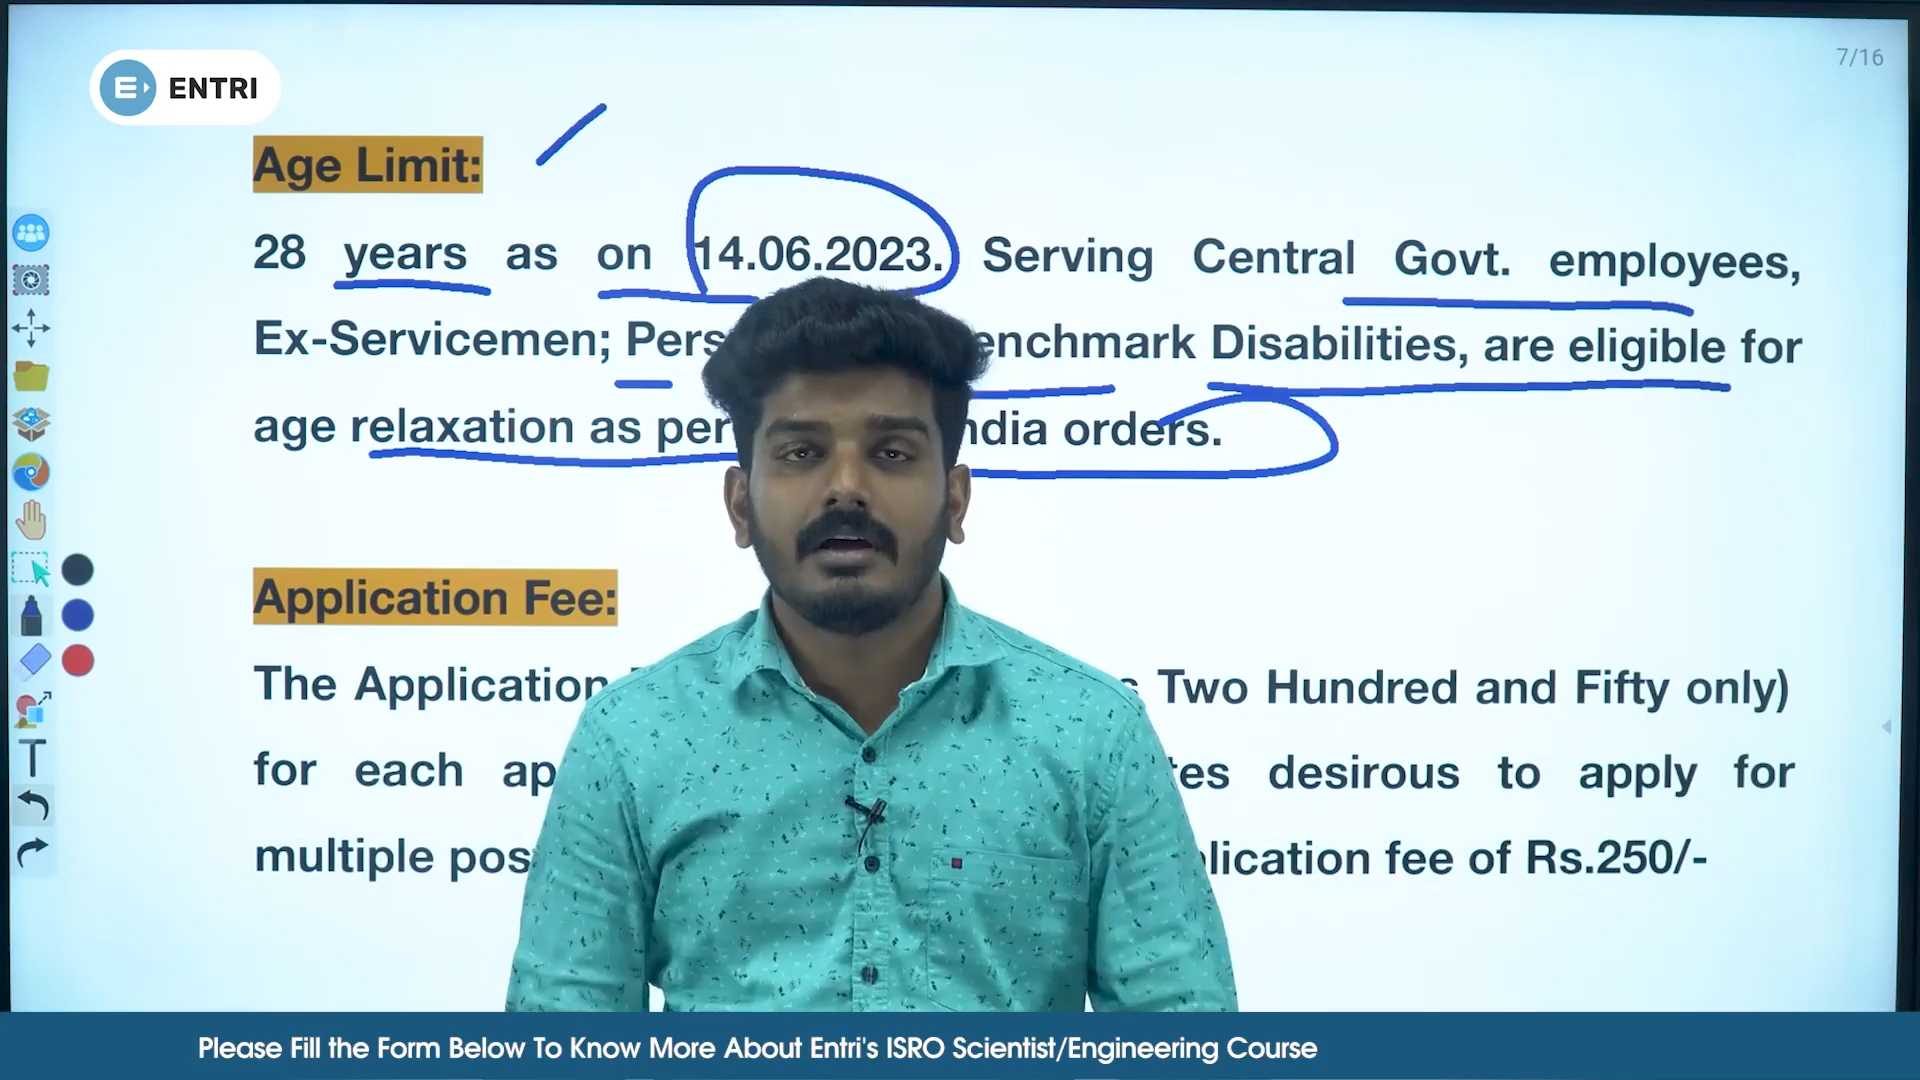 ENTRI
7/16
Age Limit:
28 years as on 14.06.2023. Serving Central Govt. employees,
Ex-Servicemen; Pers enchmark Disabilities, are eligible for
age relaxation as per ndia orders.
Application Fee:
The Application Two Hundred and Fifty only)
for each ap tes desirous to apply for
multiple pos lication fee of Rs.250/-
Please Fill the Form Below To Know More About Entri's ISRO Scientist/Engineering Course